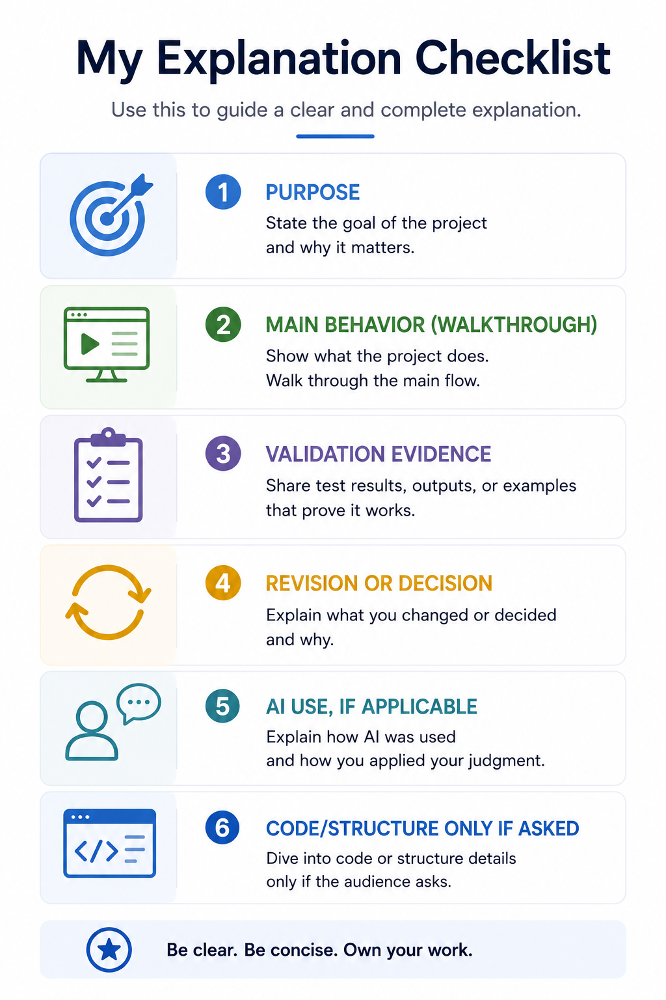 My Explanation Checklist
Use this to guide a clear and complete explanation.
1 PURPOSE
State the goal of the project
and why it matters.
2 MAIN BEHAVIOR (WALKTHROUGH)
Show what the project does.
Walk through the main flow.
3 VALIDATION EVIDENCE
Share test results, outputs, or examples
that prove it works.
4 REVISION OR DECISION
Explain what you changed or decided
and why.
5 AI USE, IF APPLICABLE
Explain how AI was used
and how you applied your judgment.
</> 6 CODE/STRUCTURE ONLY IF ASKED
Dive into code or structure details
only if the audience asks.
Be clear. Be concise. Own your work.